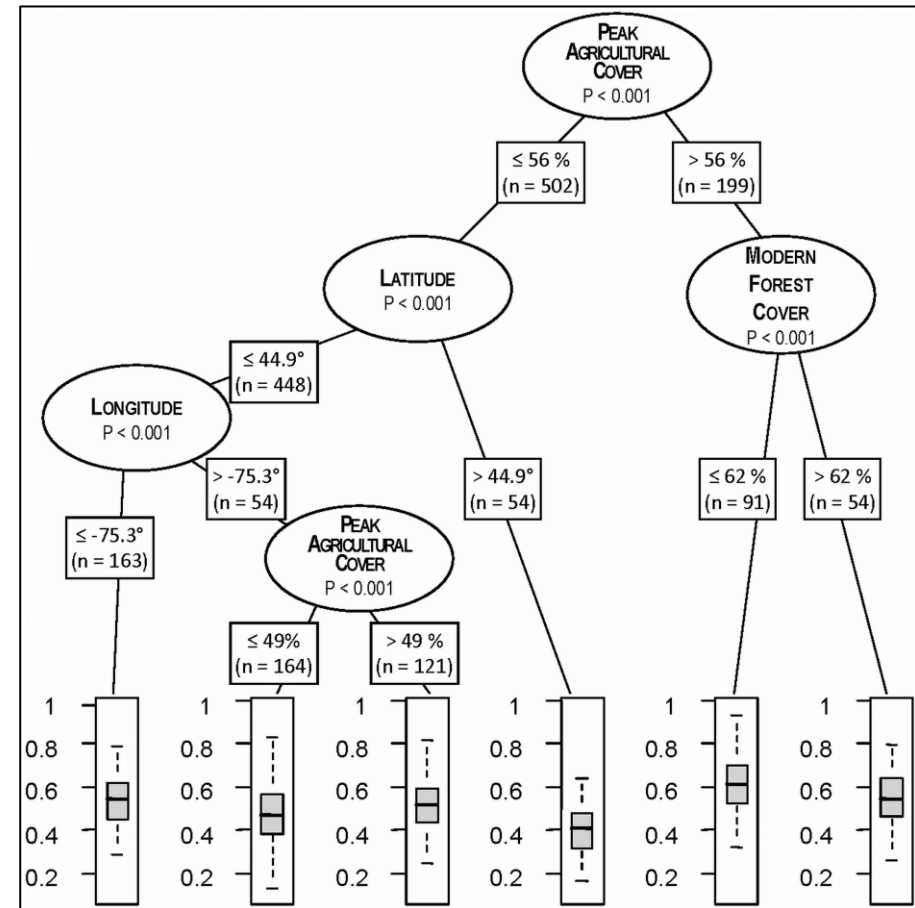 PEAK
AGRICULTURAL
COVER
P < 0.001
≤ 56 %
(n = 502)
> 56 %
(n = 199)
LATITUDE
P < 0.001
MODERN
FOREST
COVER
P < 0.001
≤ 44.9°
(n = 448)
LONGITUDE
P < 0.001
> -75.3°
(n = 54)
> 44.9°
(n = 54)
≤ 62 %
(n = 91)
> 62 %
(n = 54)
≤ -75.3°
(n = 163)
PEAK
AGRICULTURAL
COVER
P < 0.001
≤ 49%
(n = 164)
> 49 %
(n = 121)
1 1 1 1 1 1
0.8 0.8 0.8 0.8 0.8 0.8
0.6 0.6 0.6 0.6 0.6 0.6
0.4 0.4 0.4 0.4 0.4 0.4
0.2 0.2 0.2 0.2 0.2 0.2